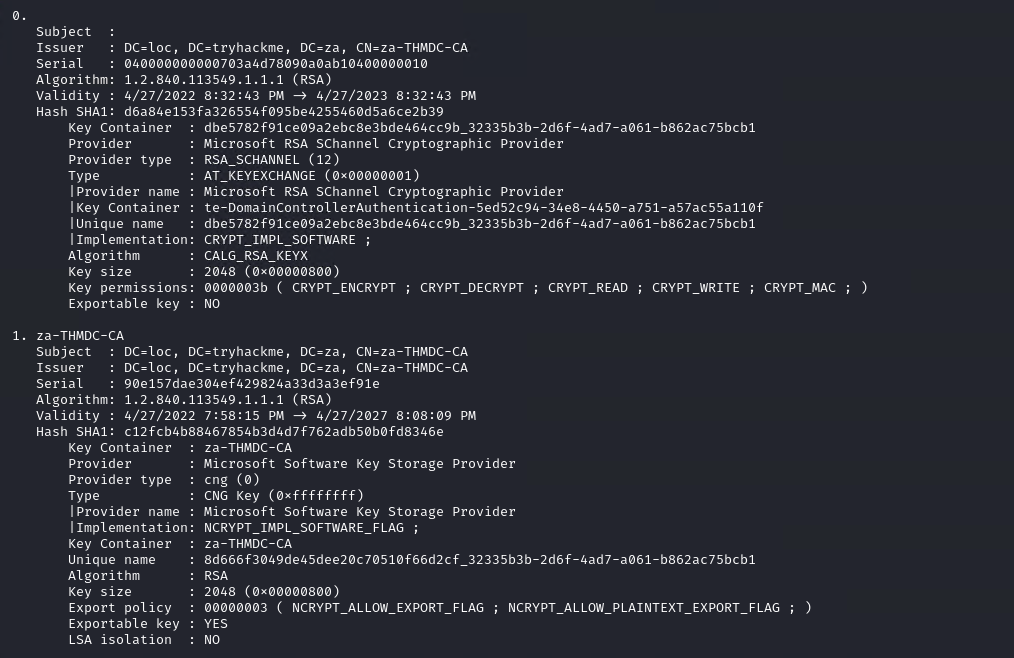 0.
Subject  :
Issuer   : DC=loc, DC=tryhackme, DC=za, CN=za-THMDC-CA
Serial   : 040000000000703a4d78090a0ab10400000010
Algorithm: 1.2.840.113549.1.1.1 (RSA)
Validity : 4/27/2022 8:32:43 PM -> 4/27/2023 8:32:43 PM
Hash SHA1: d6a84e153fa326554f095be4255460d5a6ce2b39
Key Container  : dbe5782f91ce09a2ebc8e3bde464cc9b_32335b3b-2d6f-4ad7-a061-b862ac75bcb1
Provider       : Microsoft RSA SChannel Cryptographic Provider
Provider type  : RSA_SCHANNEL (12)
Type           : AT_KEYEXCHANGE (0x00000001)
|Provider name : Microsoft RSA SChannel Cryptographic Provider
|Key Container : te-DomainControllerAuthentication-5ed52c94-34e8-4450-a751-a57ac55a110f
|Unique name   : dbe5782f91ce09a2ebc8e3bde464cc9b_32335b3b-2d6f-4ad7-a061-b862ac75bcb1
|Implementation: CRYPT_IMPL_SOFTWARE ;
Algorithm      : CALG_RSA_KEYX
Key size       : 2048 (0x00000800)
Key permissions: 0000003b ( CRYPT_ENCRYPT ; CRYPT_DECRYPT ; CRYPT_READ ; CRYPT_WRITE ; CRYPT_MAC ; )
Exportable key : NO
1. za-THMDC-CA
Subject  : DC=loc, DC=tryhackme, DC=za, CN=za-THMDC-CA
Issuer   : DC=loc, DC=tryhackme, DC=za, CN=za-THMDC-CA
Serial   : 90e157dae304ef429824a33d3a3ef91e
Algorithm: 1.2.840.113549.1.1.1 (RSA)
Validity : 4/27/2022 7:58:15 PM -> 4/27/2027 8:08:09 PM
Hash SHA1: c12fcb4b88467854b3d4d7f762adb50b0fd8346e
Key Container  : za-THMDC-CA
Provider       : Microsoft Software Key Storage Provider
Provider type  : cng (0)
Type           : CNG Key (0xffffffff)
|Provider name : Microsoft Software Key Storage Provider
|Implementation: NCRYPT_IMPL_SOFTWARE_FLAG ;
Key Container  : za-THMDC-CA
Unique name    : 8d666f3049de45dee20c70510f66d2cf_32335b3b-2d6f-4ad7-a061-b862ac75bcb1
Algorithm      : RSA
Key size       : 2048 (0x00000800)
Export policy  : 00000003 ( NCRYPT_ALLOW_EXPORT_FLAG ; NCRYPT_ALLOW_PLAINTEXT_EXPORT_FLAG ; )
Exportable key : YES
LSA isolation  : NO